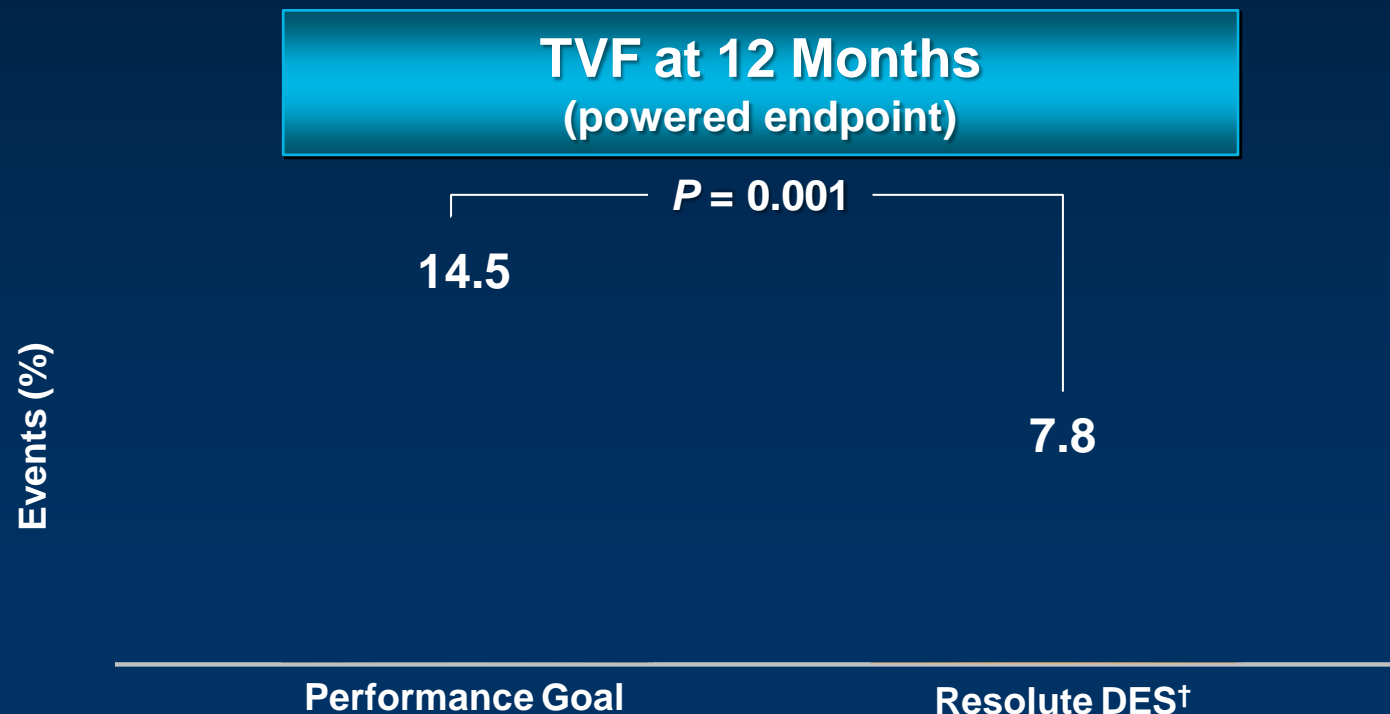 TVF at 12 Months
(powered endpoint)
P = 0.001
14.5
7.8
Events (%)
Performance Goal
Resolute DES†